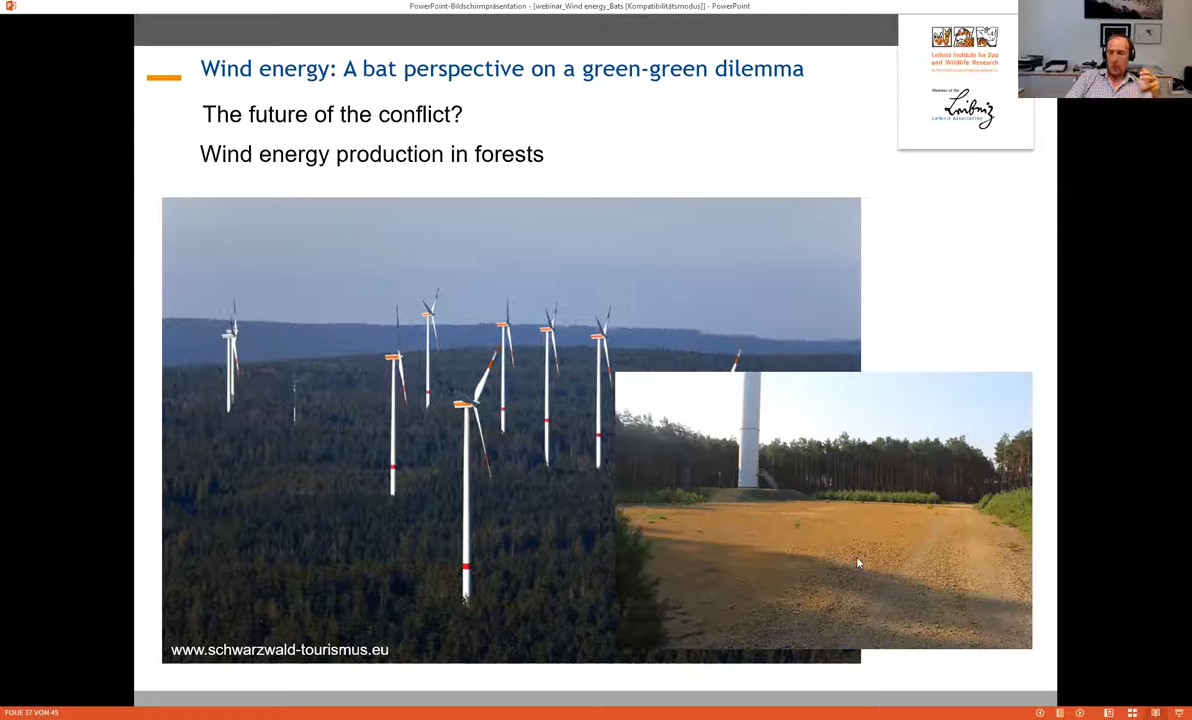 PowerPoint-Bildschirmpräsentation - [webinar_Wind energy_Bats [Kompatibilitätsmodus]] - PowerPoint
Wind energy: A bat perspective on a green-green dilemma
The future of the conflict?
Wind energy production in forests
Leibniz Institute for Zoo
and Wildlife Research
Member of the
Leibniz
Leibniz Association
www.schwarzwald-tourismus.eu
FOLIE 37 VON 45